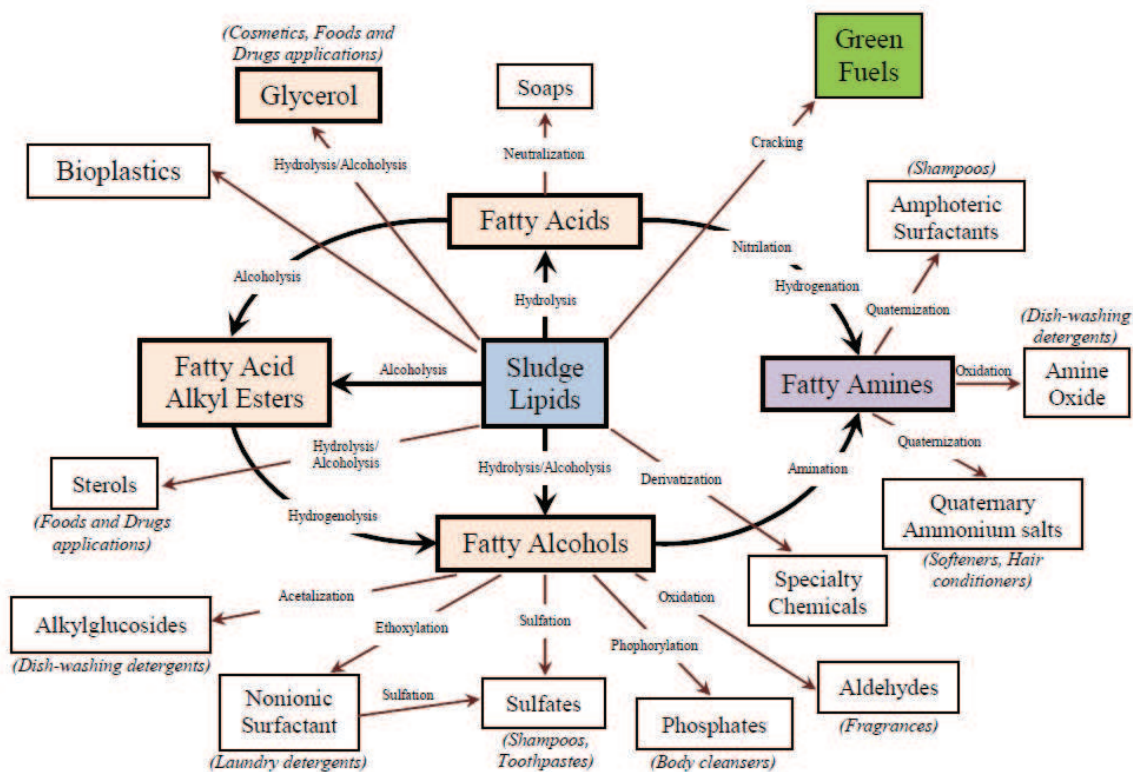 (Cosmetics, Foods and
Drugs applications)
Glycerol
Soaps
Green
Fuels
Neutralization
Cracking
Hydrolysis/Alcoholysis
Bioplastics
(Shampoos)
Amphoteric
Surfactants
Fatty Acids
Nitrilation
Alcoholysis
Hydrolysis
Hydrogenation
Quaternization
(Dish-washing
detergents)
Fatty Acid
Alkyl Esters
Alcoholysis
Sludge
Lipids
Fatty Amines
Oxidation
Amine
Oxide
Hydrolysis/
Alcoholysis
Hydrolysis/Alcoholysis
Derivatization
Amination
Quaternization
Sterols
(Foods and Drugs
applications)
Hydrogenolysis
Fatty Alcohols
Quaternary
Ammonium salts
(Softeners, Hair
conditioners)
Specialty
Chemicals
Acetalization
Oxidation
Alkylglucosides
(Dish-washing detergents)
Ethoxylation
Sulfation
Phophorylation
Nonionic
Surfactant
(Laundry detergents)
Sulfation
Sulfates
(Shampoos,
Toothpastes)
Phosphates
(Body cleansers)
Aldehydes
(Fragrances)